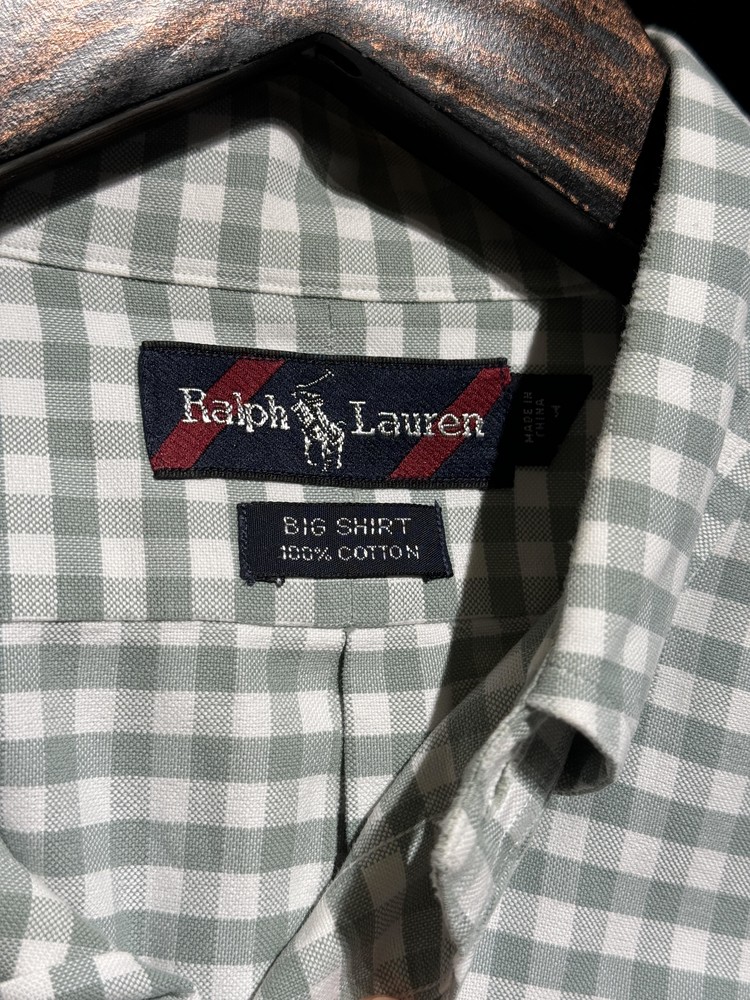 Ralph Lauren
MADE IN
CHINA
BIG SHIRT
100% COTTON